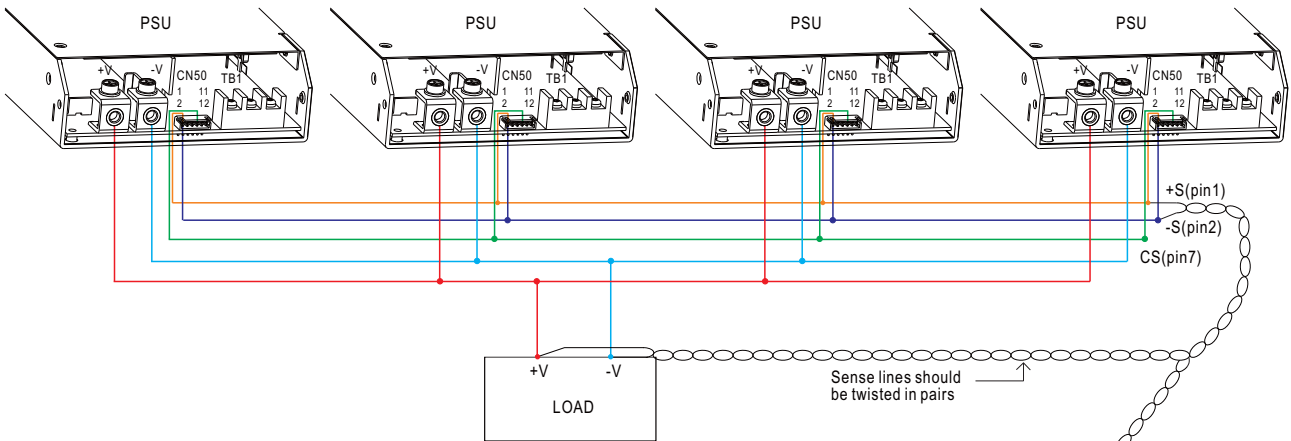 PSU
PSU
PSU
PSU
+V -V CN50 TB1
1 11
2 12
+V -V CN50 TB1
1 11
2 12
+V -V CN50 TB1
1 11
2 12
+V -V CN50 TB1
1 11
2 12
+S(pin1)
-S(pin2)
CS(pin7)
+V -V
LOAD
Sense lines should
be twisted in pairs